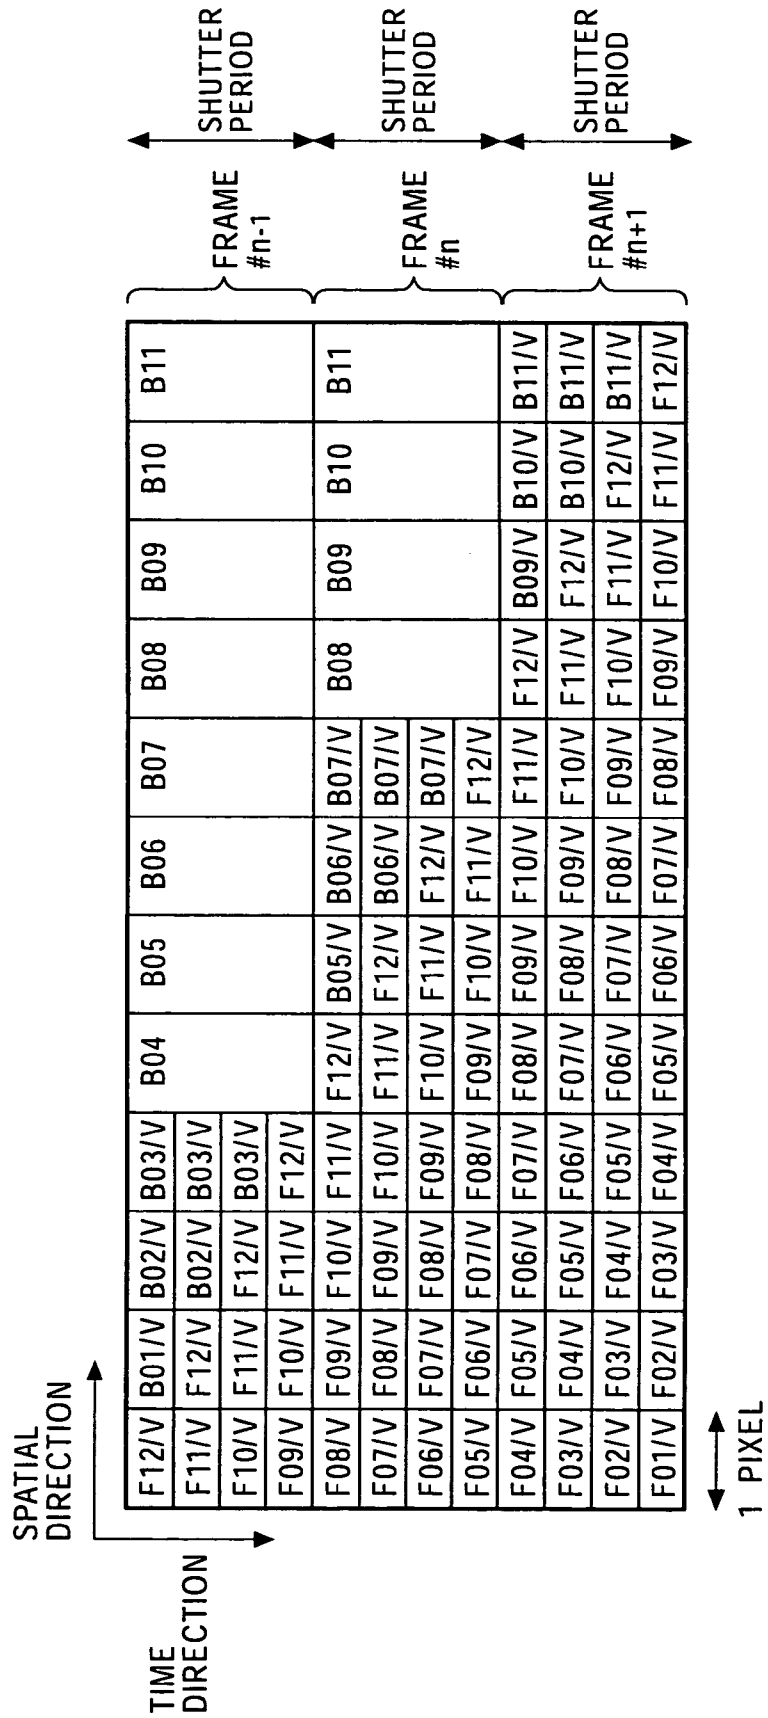 SPATIAL
DIRECTION
TIME
DIRECTION
F12/V B01/V B02/V B03/V B04 B05 B06 B07 B08 B09 B10 B11
F11/V F12/V B02/V B03/V
F10/V F11/V F12/V B03/V
F09/V F10/V F11/V F12/V
FRAME
#n-1
SHUTTER
PERIOD
F08/V F09/V F10/V F11/V F12/V B05/V B06/V B07/V B08 B09 B10 B11
F07/V F08/V F09/V F10/V F11/V F12/V B06/V B07/V
F06/V F07/V F08/V F09/V F10/V F11/V F12/V B07/V
F05/V F06/V F07/V F08/V F09/V F10/V F11/V F12/V
FRAME
#n
SHUTTER
PERIOD
F04/V F05/V F06/V F07/V F08/V F09/V F10/V F11/V F12/V B09/V B10/V B11/V
F03/V F04/V F05/V F06/V F07/V F08/V F09/V F10/V F11/V F12/V B10/V B11/V
F02/V F03/V F04/V F05/V F06/V F07/V F08/V F09/V F10/V F11/V F12/V B11/V
F01/V F02/V F03/V F04/V F05/V F06/V F07/V F08/V F09/V F10/V F11/V F12/V
FRAME
#n+1
SHUTTER
PERIOD
1 PIXEL